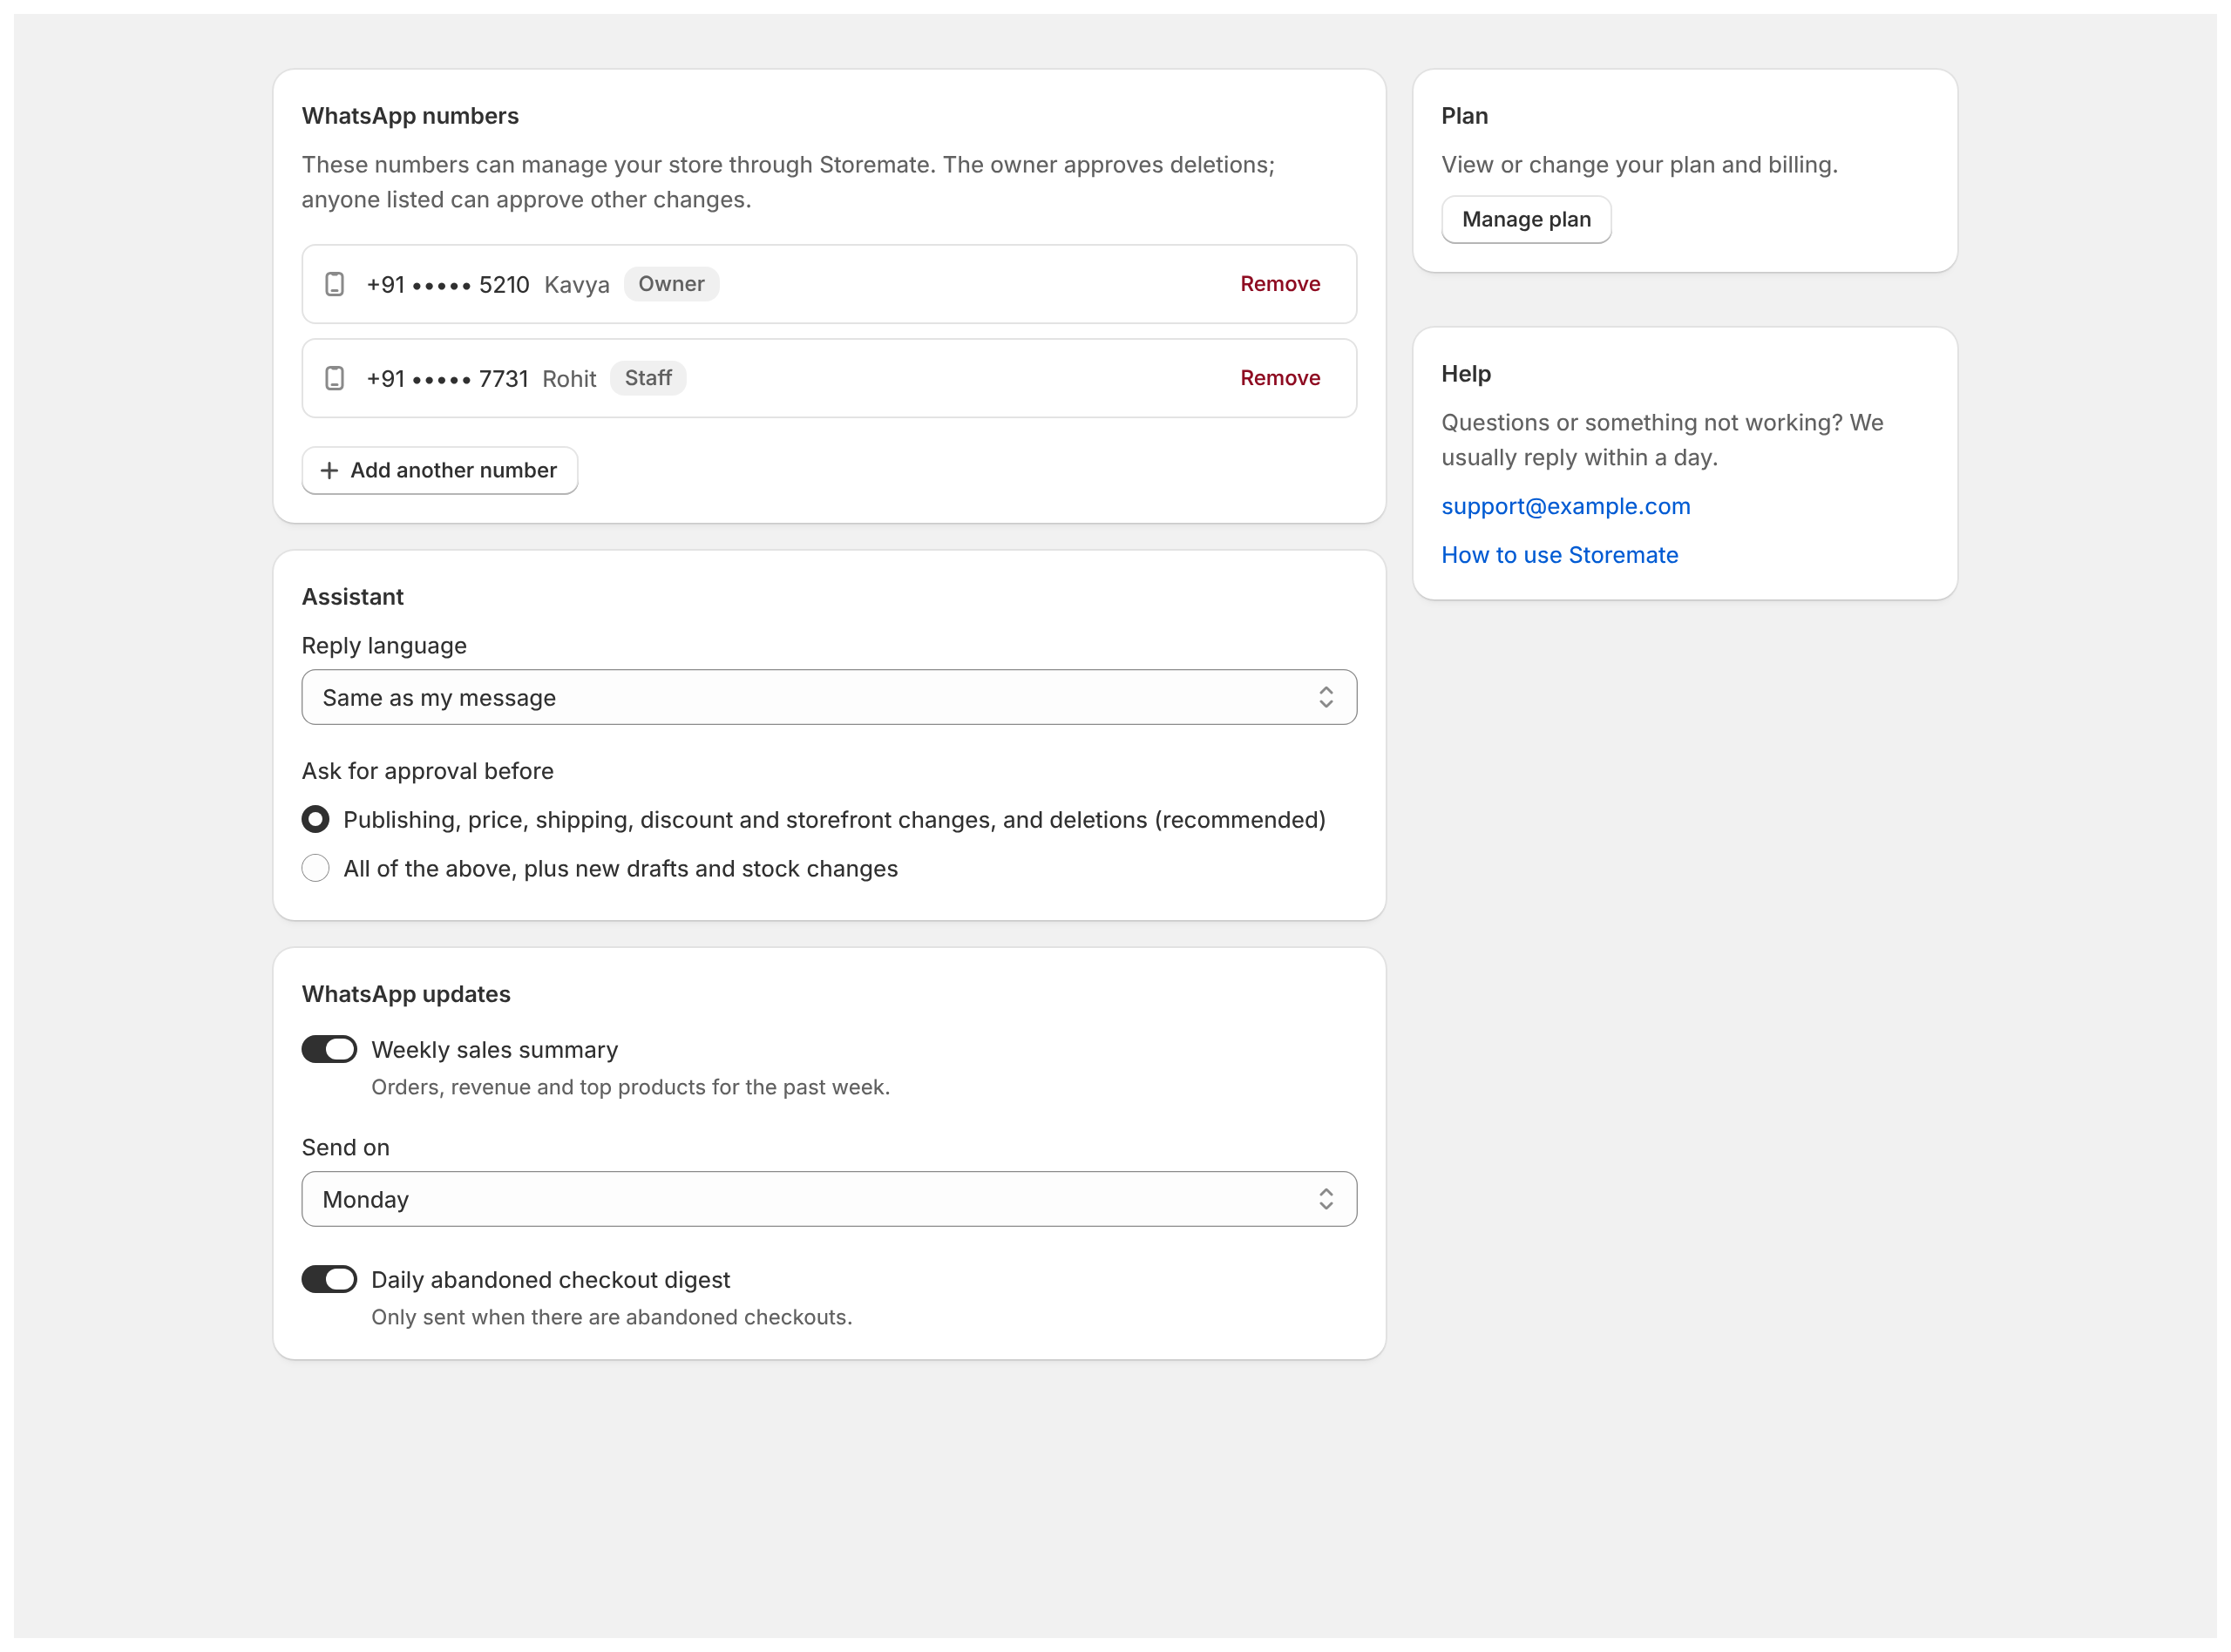 WhatsApp numbers
These numbers can manage your store through Storemate. The owner approves deletions;
anyone listed can approve other changes.
+91 ••••• 5210 Kavya Owner Remove
+91 ••••• 7731 Rohit Staff Remove
+ Add another number
Assistant
Reply language
Same as my message
Ask for approval before
Publishing, price, shipping, discount and storefront changes, and deletions (recommended)
All of the above, plus new drafts and stock changes
WhatsApp updates
Weekly sales summary
Orders, revenue and top products for the past week.
Send on
Monday
Daily abandoned checkout digest
Only sent when there are abandoned checkouts.
Plan
View or change your plan and billing.
Manage plan
Help
Questions or something not working? We
usually reply within a day.
support@example.com
How to use Storemate